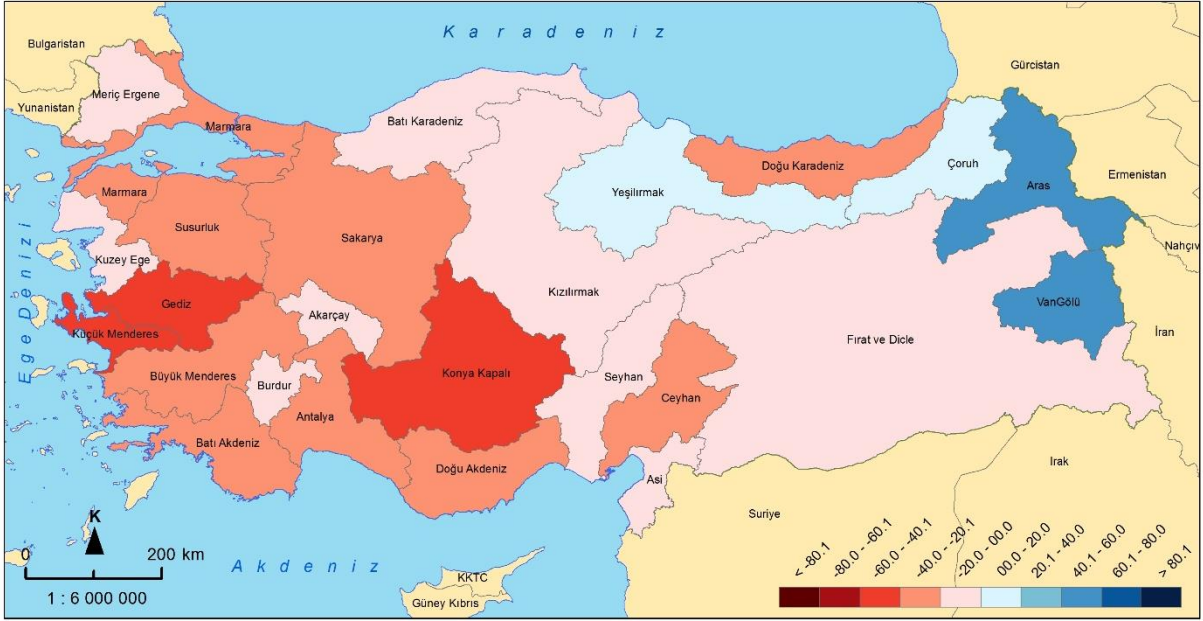 Karadeniz
Bulgaristan
Gürcistan
Meriç Ergene
Yunanistan
Batı Karadeniz
Marmara
Doğu Karadeniz
Çoruh
Ermenistan
Marmara
Yeşilırmak
Aras
Susurluk
Sakarya
Nahçıv
Kuzey Ege
Kızılırmak
Gediz
Akarçay
VanGölü
İran
Küçük Menderes
Fırat ve Dicle
Ege Denizi
Büyük Menderes
Burdur
Konya Kapalı
Seyhan
Ceyhan
Antalya
Batı Akdeniz
Doğu Akdeniz
Asi
Irak
Suriye
K
0 200 km
1 : 6 000 000
Akdeniz
KKTC
Güney Kıbrıs
< -80.1
-80.0 - -60.1
-60.0 - -40.1
-40.0 - -20.1
-20.0 - 00.0
00.0 - 20.0
20.1 - 40.0
40.1 - 60.0
60.1 - 80.0
> 80.1